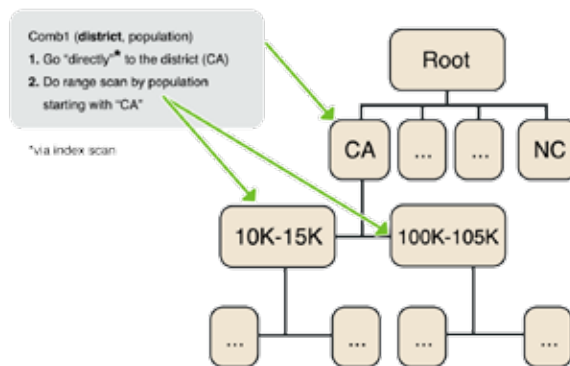 Comb1 (district, population)
1. Go "directly"* to the district (CA)
2. Do range scan by population
starting with "CA"
*via index scan
Root
CA
...
...
NC
10K-15K
100K-105K
...
...
...
...